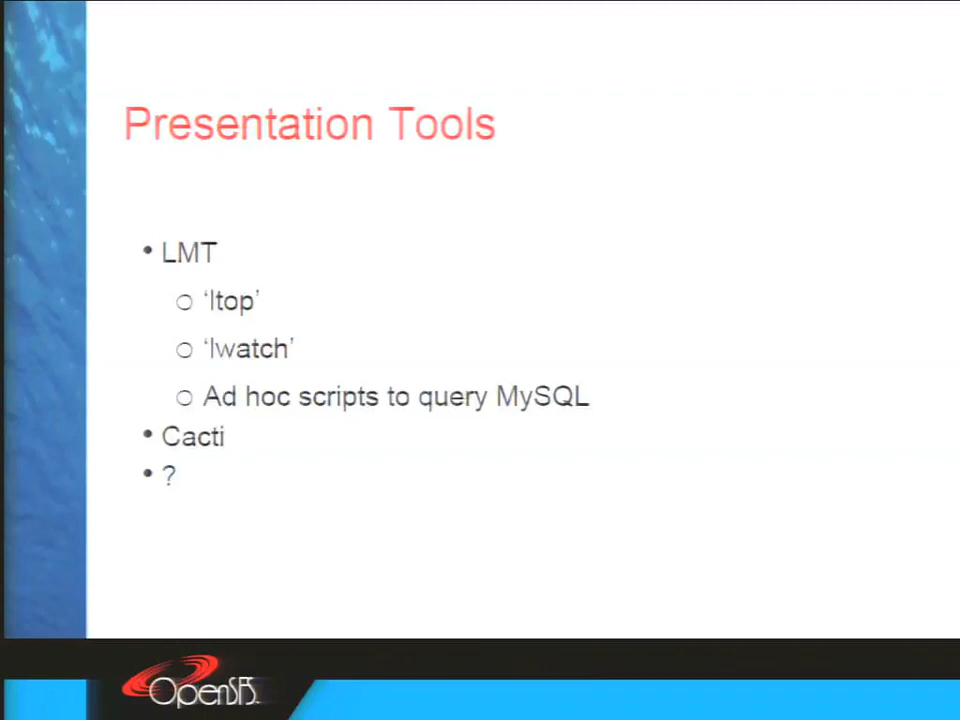 Presentation Tools
• LMT
○ ‘ltop’
○ ‘lwatch’
○ Ad hoc scripts to query MySQL
• Cacti
• ?
OpenSFS